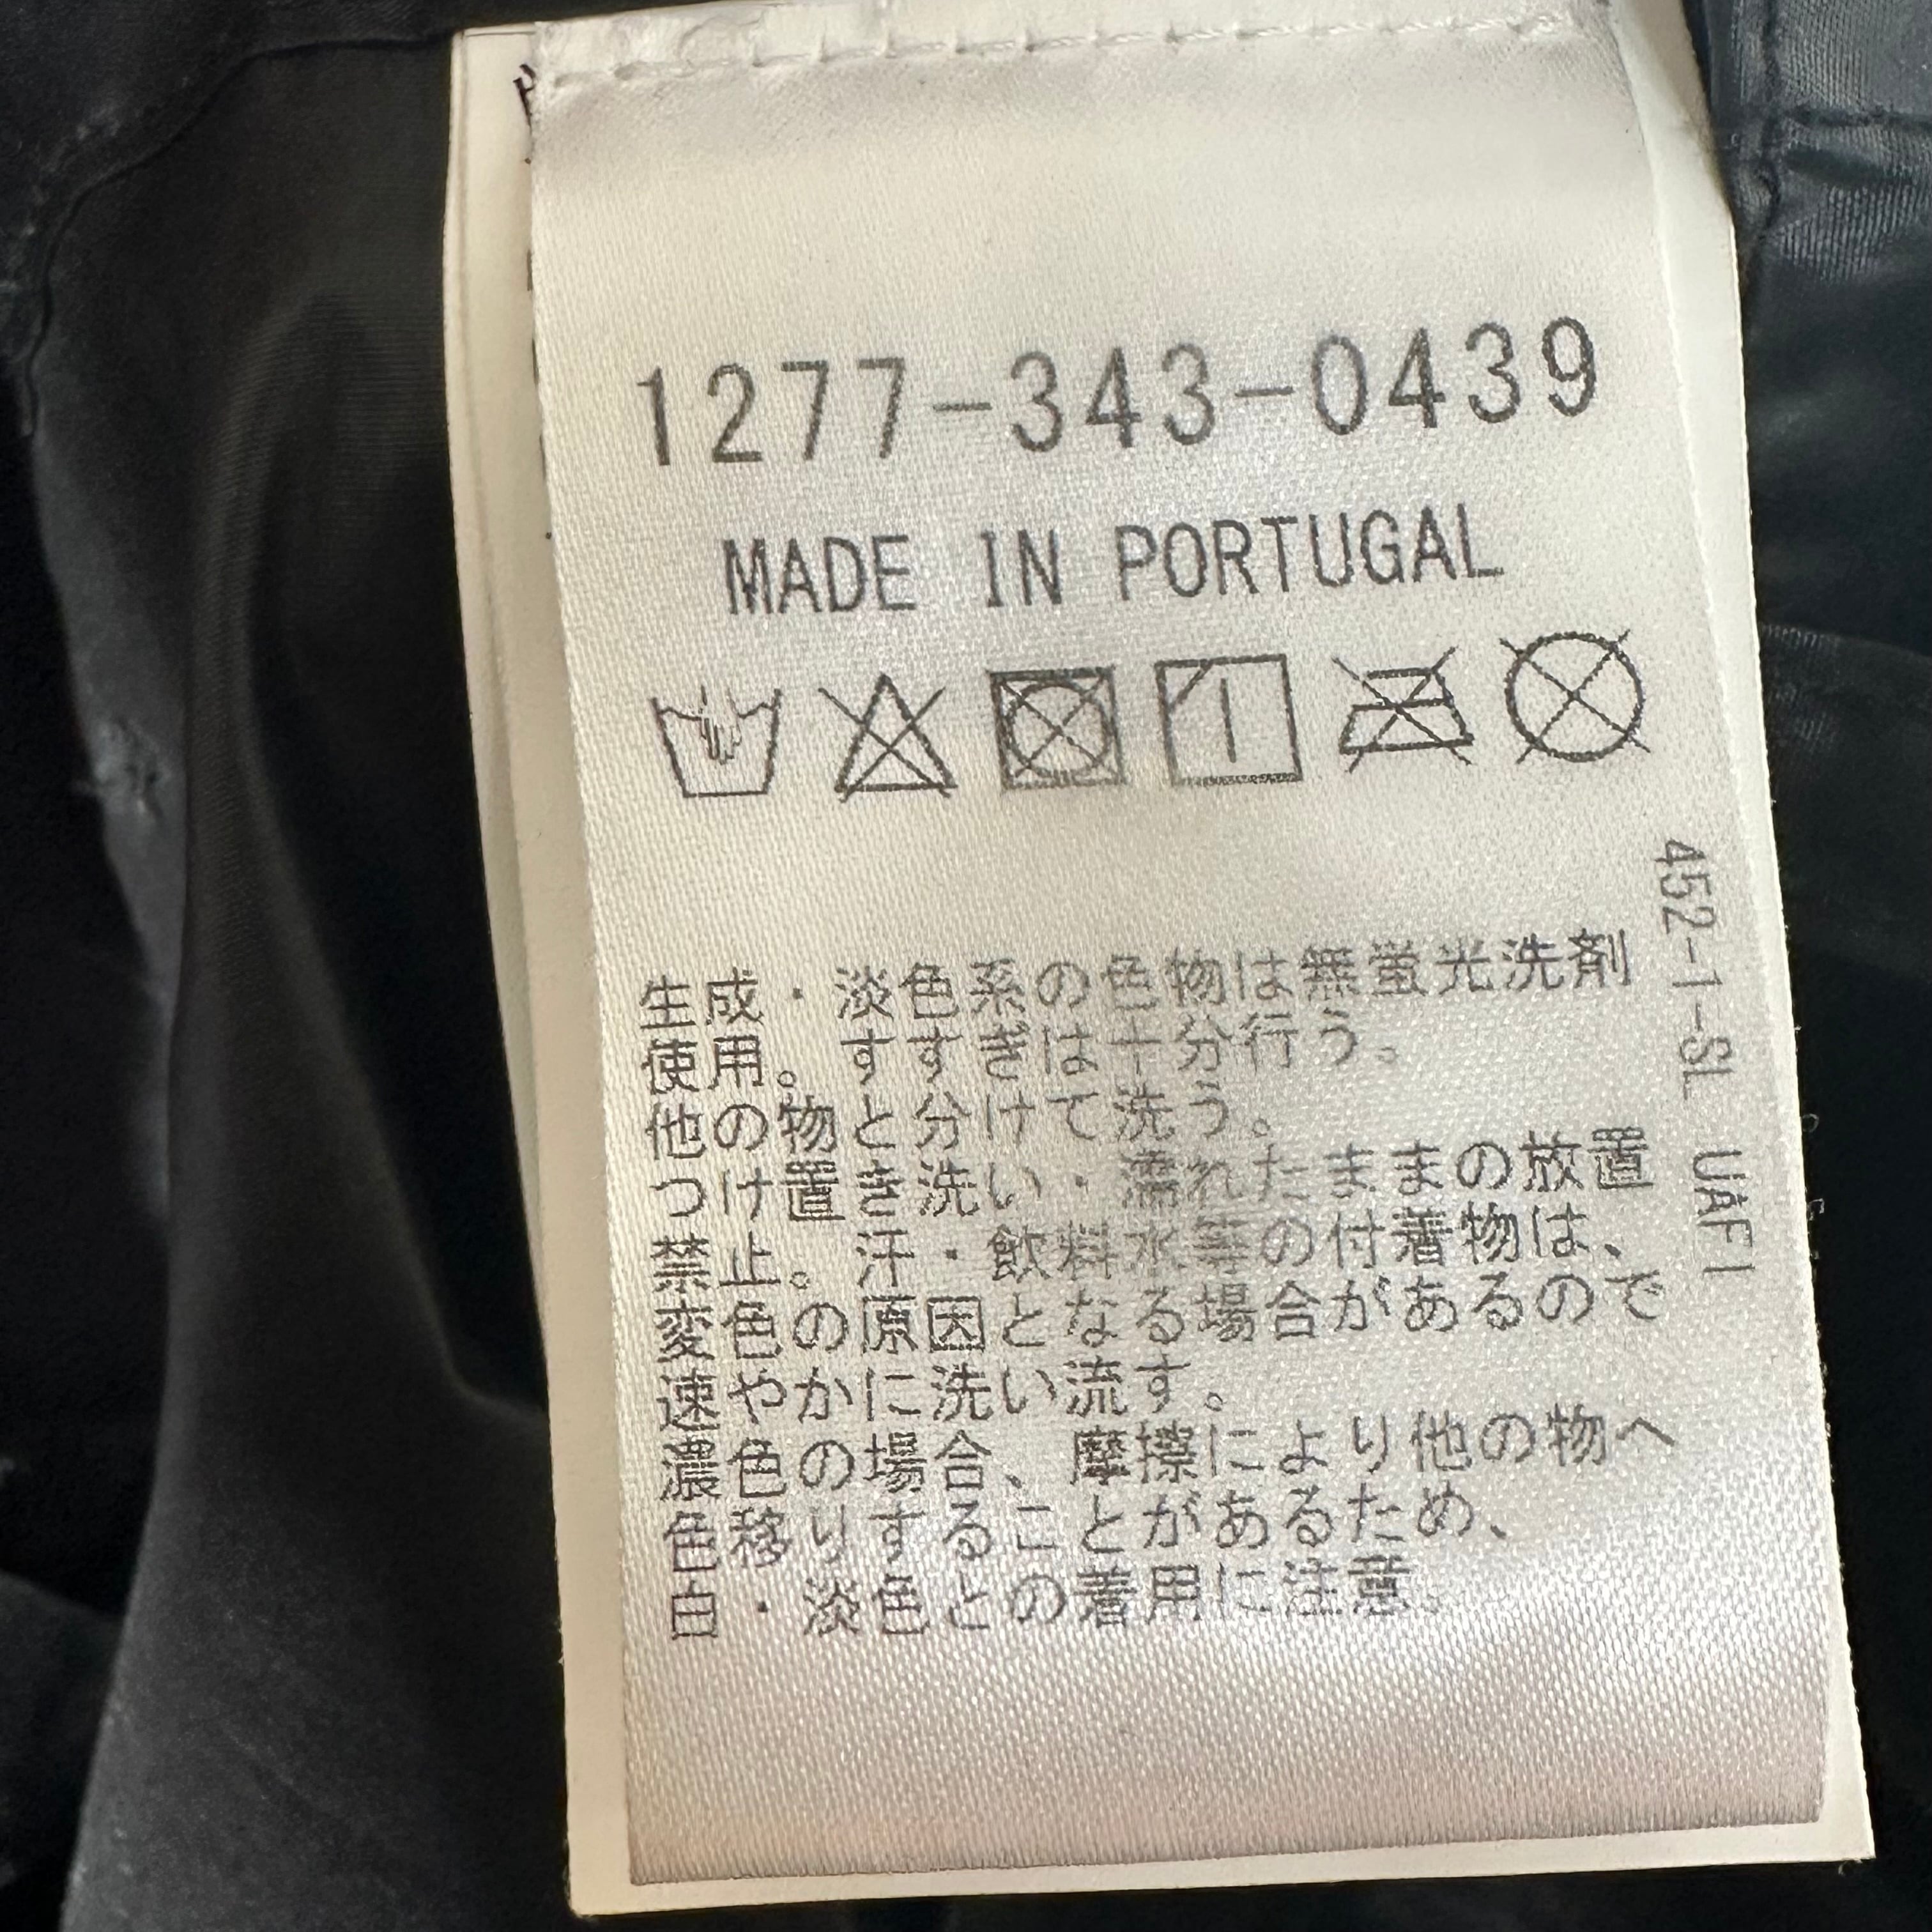 1277-343-0439
MADE IN PORTUGAL
生成・淡色系の色物は無蛍光洗剤
使用。すすぎは十分行う。
他の物と分けて洗う。
つけ置き洗い・濡れたままの放置
禁止。汗・飲料水等の付着物は、
変色の原因となる場合があるので
速やかに洗い流す。
濃色の場合、摩擦により他の物へ
色移りすることがあるため、
白・淡色との着用に注意。
452-1-SL UAF1